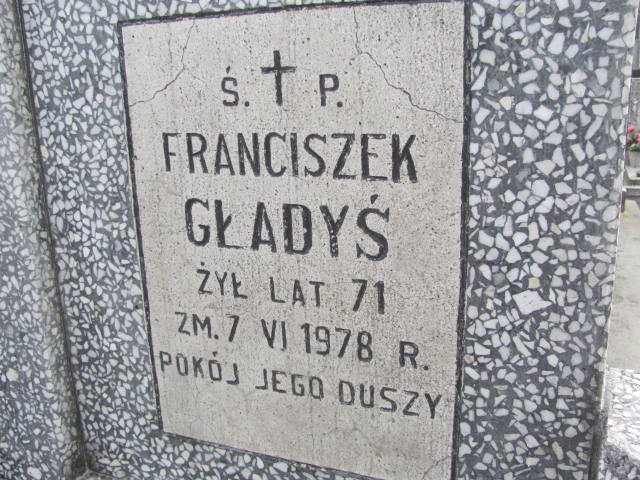 Ś. P.
FRANCISZEK
GŁADYŚ
ŻYŁ LAT 71
ZM. 7 VI 1978 R.
POKÓJ JEGO DUSZY